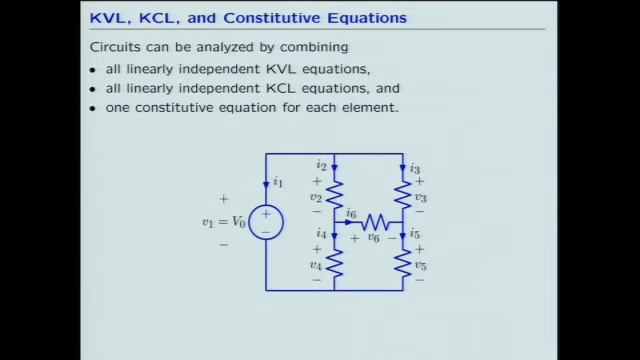 KVL, KCL, and Constitutive Equations
Circuits can be analyzed by combining
• all linearly independent KVL equations,
• all linearly independent KCL equations, and
• one constitutive equation for each element.
i2
i3
i1
+
+
+
v2
v3
+
v1 = V0
−
−
−
i6
−
i4
+ v6 −
i5
+
+
v4
v5
−
−